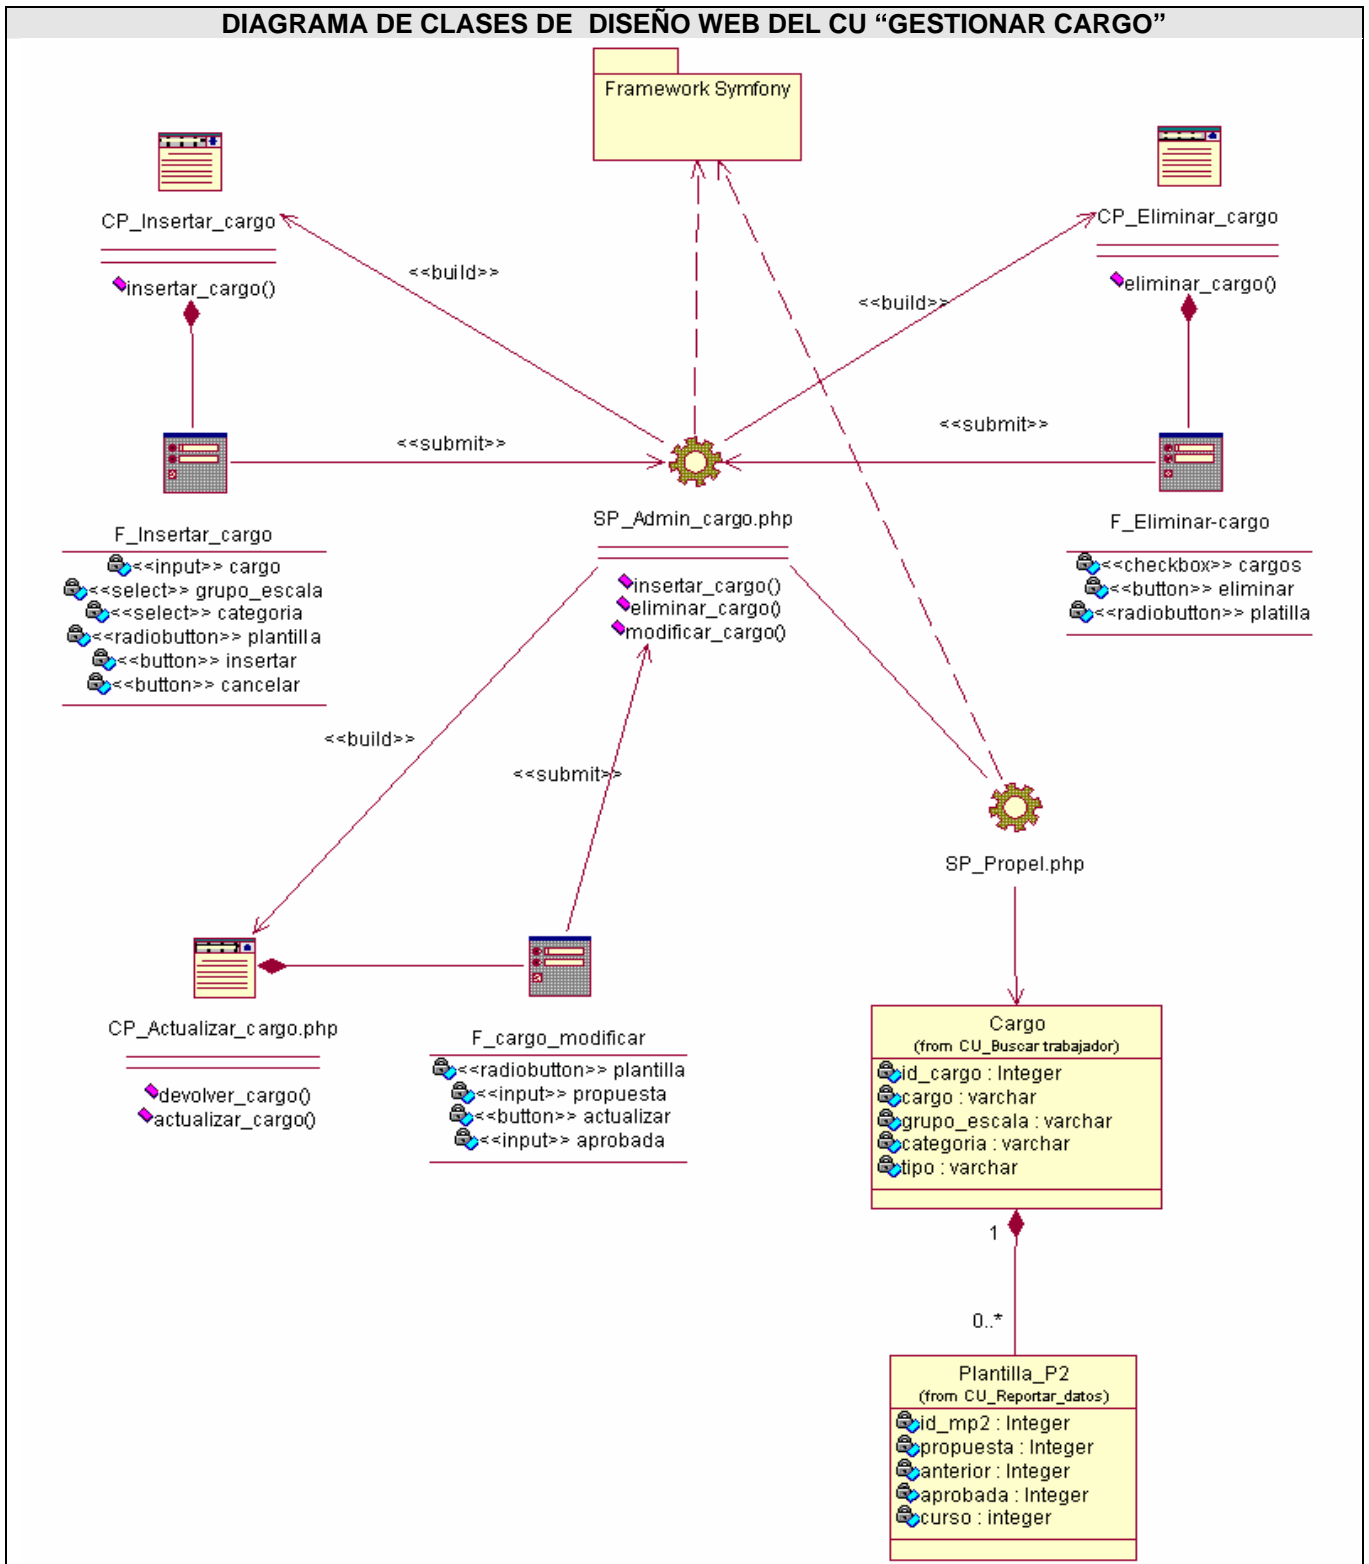 DIAGRAMA DE CLASES DE  DISEÑO WEB DEL CU “GESTIONAR CARGO”
Framework Symfony
CP_Insertar_cargo
insertar_cargo()
CP_Eliminar_cargo
eliminar_cargo()
<<build>>
<<build>>
<<submit>>
<<submit>>
F_Insertar_cargo
<<input>> cargo
<<select>> grupo_escala
<<select>> categoria
<<radiobutton>> plantilla
<<button>> insertar
<<button>> cancelar
SP_Admin_cargo.php
insertar_cargo()
eliminar_cargo()
modificar_cargo()
F_Eliminar-cargo
<<checkbox>> cargos
<<button>> eliminar
<<radiobutton>> platilla
<<build>>
<<submit>>
SP_Propel.php
CP_Actualizar_cargo.php
devolver_cargo()
actualizar_cargo()
F_cargo_modificar
<<radiobutton>> plantilla
<<input>> propuesta
<<button>> actualizar
<<input>> aprobada
Cargo
(from CU_Buscar trabajador)
id_cargo : Integer
cargo : varchar
grupo_escala : varchar
categoria : varchar
tipo : varchar
1
0..*
Plantilla_P2
(from CU_Reportar_datos)
id_mp2 : Integer
propuesta : Integer
anterior : Integer
aprobada : Integer
curso : integer